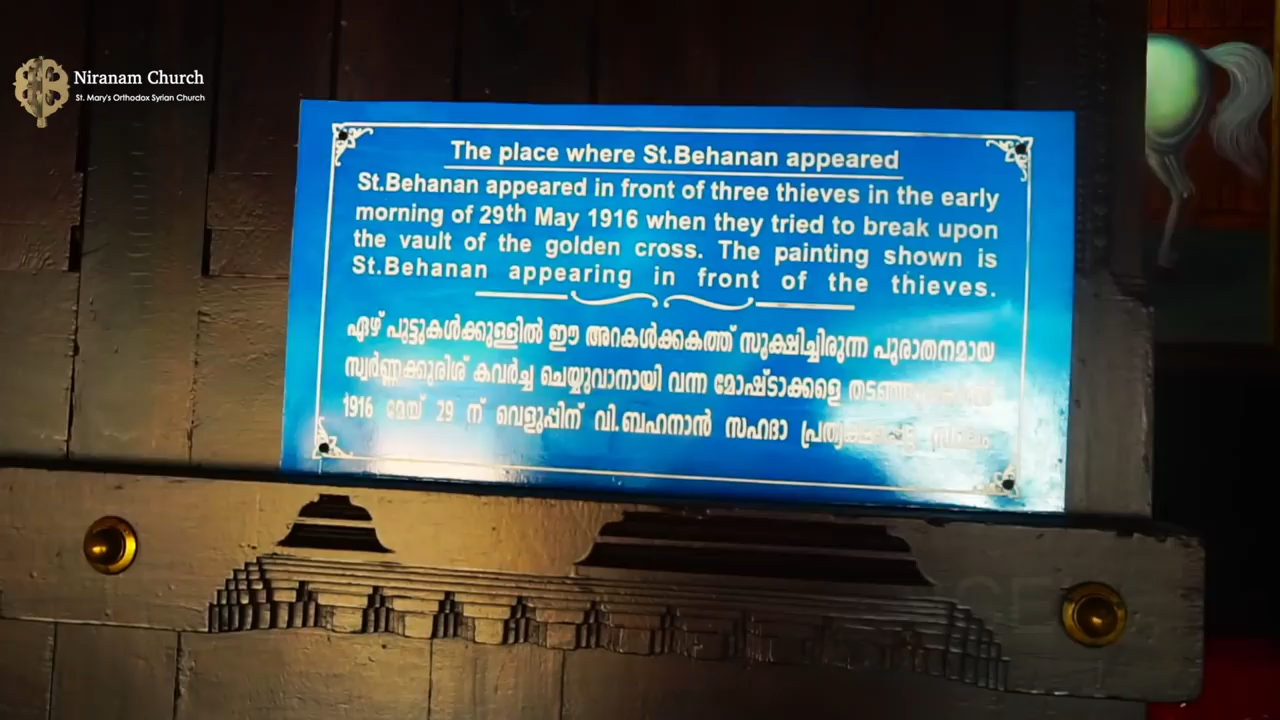 Niranam Church
St. Mary's Orthodox Syrian Church
The place where St.Behanan appeared
St.Behanan appeared in front of three thieves in the early
morning of 29th May 1916 when they tried to break upon
the vault of the golden cross. The painting shown is
St.Behanan appearing in front of the thieves.
ഏഴ് പൂട്ടുകൾക്കുള്ളിൽ ഈ അറകൾക്കകത്ത് സൂക്ഷിച്ചിരുന്ന പുരാതനമായ
സ്വർണ്ണക്കുരിശ് കവർച്ച ചെയ്യുവാനായി വന്ന മോഷ്ടാക്കളെ
1916 മേയ് 29 ന് വെളുപ്പിന് വി.ബഹനാൻ സഹദാ